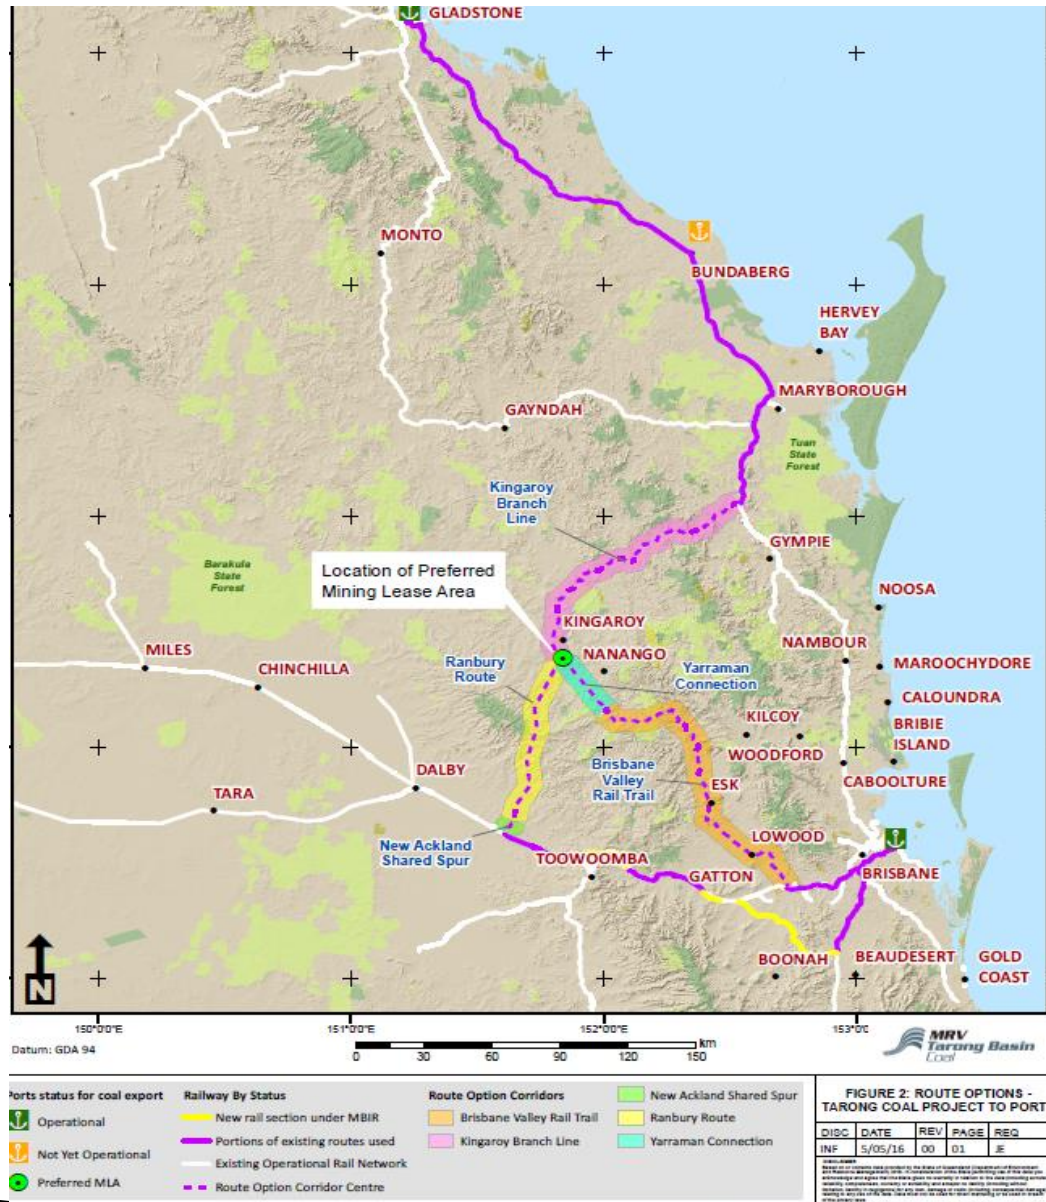 GLADSTONE
MONTO
BUNDABERG
HERVEY
BAY
MARYBOROUGH
GAYNDAH
Tuan
State
Forest
Kingaroy
Branch
Line
GYMPIE
Barakula
State
Forest
Location of Preferred
Mining Lease Area
NOOSA
KINGAROY
NANANGO
NAMBOUR
MILES
CHINCHILLA
Ranbury
Route
Yarraman
Connection
MAROOCHYDORE
CALOUNDRA
KILCOY
BRIBIE
ISLAND
WOODFORD
Brisbane
Valley
Rail Trail
DALBY
ESK
CABOOLTURE
TARA
New Ackland
Shared Spur
LOWOOD
TOOWOOMBA
GATTON
BRISBANE
BOONAH
BEAUDESERT
GOLD
COAST
N
150°0'0"E
151°0'0"E
152°0'0"E
153°0'
Datum: GDA 94
km
0 30 60 90 120 150
MRV
Tarong Basin
Coal
Ports status for coal export
Operational
Not Yet Operational
Preferred MLA
Railway By Status
New rail section under MBIR
Portions of existing routes used
Existing Operational Rail Network
Route Option Corridor Centre
Route Option Corridors
Brisbane Valley Rail Trail
Kingaroy Branch Line
New Ackland Shared Spur
Ranbury Route
Yarraman Connection
FIGURE 2: ROUTE OPTIONS -
TARONG COAL PROJECT TO PORT
DISC DATE REV PAGE REQ
INF 5/05/16 00 01 JE